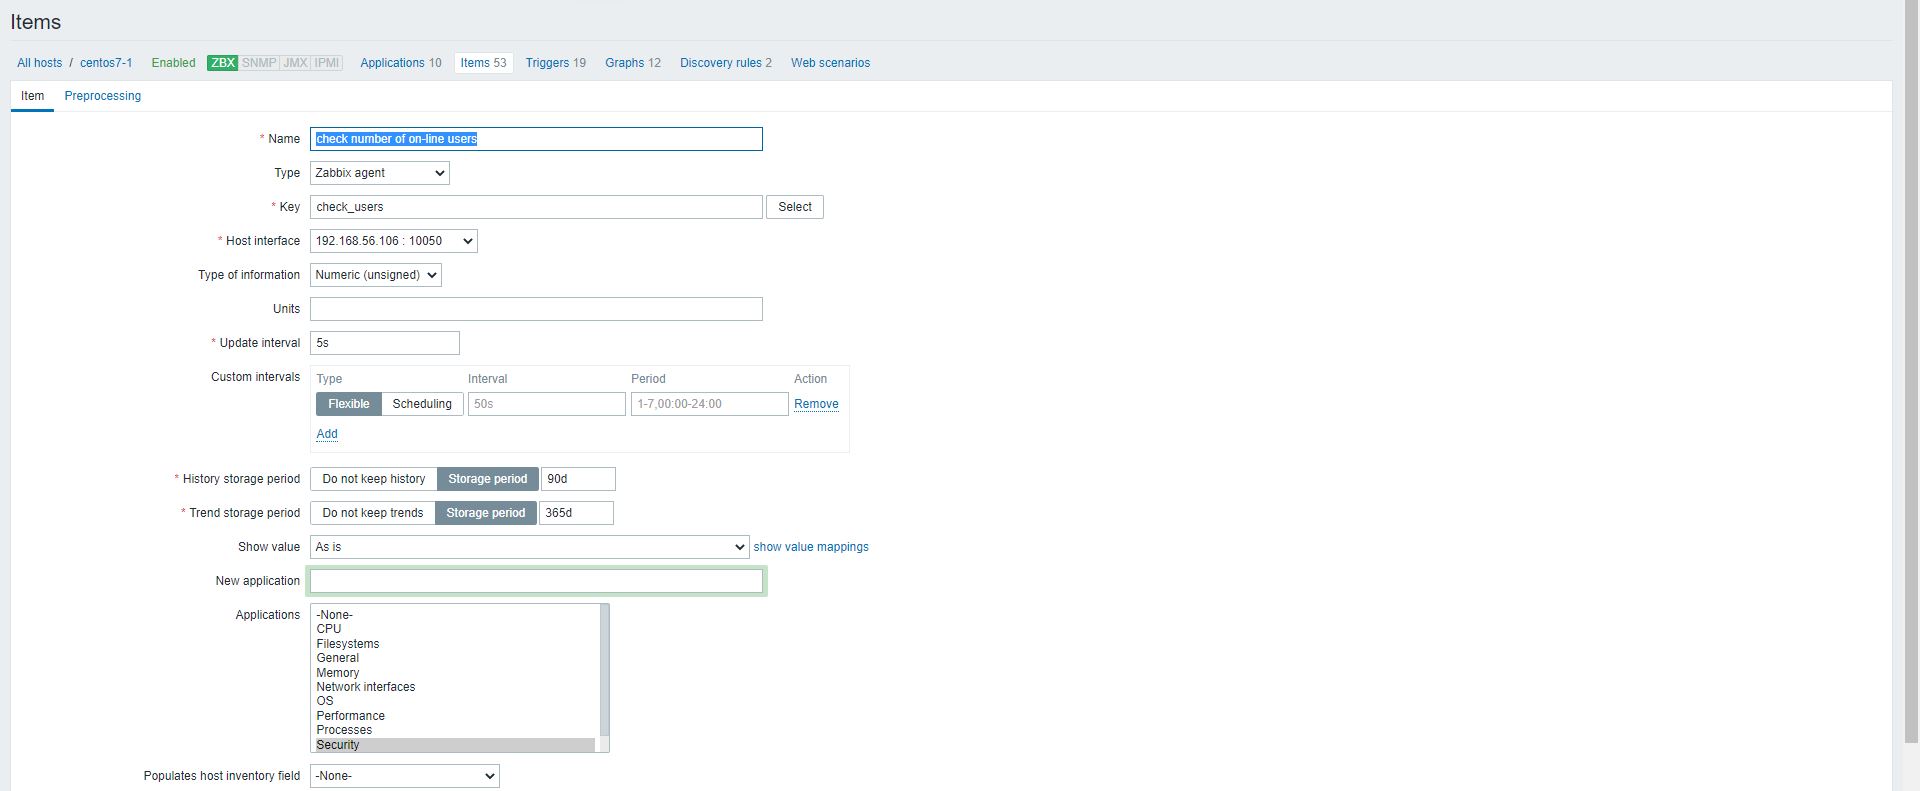 Items
All hosts / centos7-1 Enabled ZBX SNMP JMX IPMI Applications 10 Items 53 Triggers 19 Graphs 12 Discovery rules 2 Web scenarios
Item Preprocessing
* Name check number of on-line users
Type Zabbix agent
* Key check_users Select
* Host interface 192.168.56.106 : 10050
Type of information Numeric (unsigned)
Units
* Update interval 5s
Custom intervals Type Interval Period Action
Flexible Scheduling 50s 1-7,00:00-24:00 Remove
Add
* History storage period Do not keep history Storage period 90d
* Trend storage period Do not keep trends Storage period 365d
Show value As is show value mappings
New application
Applications -None-
CPU
Filesystems
General
Memory
Network interfaces
OS
Performance
Processes
Security
Populates host inventory field -None-